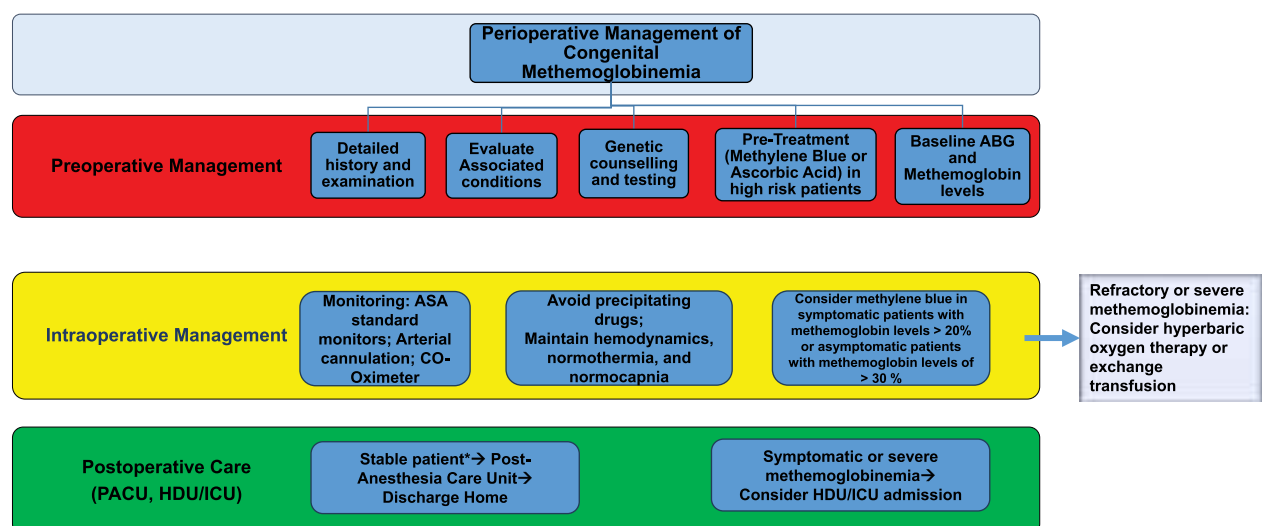 Perioperative Management of
Congenital
Methemoglobinemia
Preoperative Management
Detailed
history and
examination
Evaluate
Associated
conditions
Genetic
counselling
and testing
Pre-Treatment
(Methylene Blue or
Ascorbic Acid) in
high risk patients
Baseline ABG
and
Methemoglobin
levels
Intraoperative Management
Monitoring: ASA
standard
monitors; Arterial
cannulation; CO-
Oximeter
Avoid precipitating
drugs;
Maintain hemodynamics,
normothermia, and
normocapnia
Consider methylene blue in
symptomatic patients with
methemoglobin levels > 20%
or asymptomatic patients
with methemoglobin levels of
> 30 %
Refractory or severe
methemoglobinemia:
Consider hyperbaric
oxygen therapy or
exchange
transfusion
Postoperative Care
(PACU, HDU/ICU)
Stable patient*→ Post-
Anesthesia Care Unit→
Discharge Home
Symptomatic or severe
methemoglobinemia→
Consider HDU/ICU admission